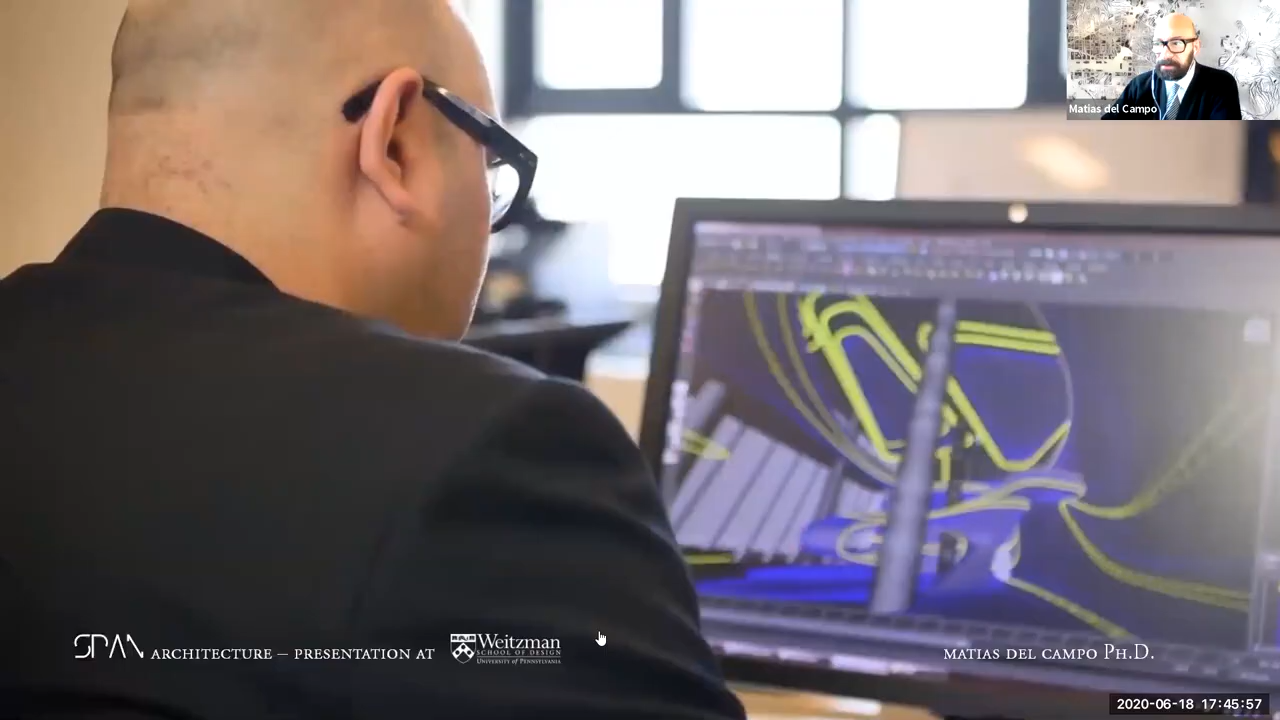 Matias del Campo
SPAN ARCHITECTURE – PRESENTATION AT
Weitzman
SCHOOL OF DESIGN
UNIVERSITY of PENNSYLVANIA
MATIAS DEL CAMPO PH.D.
2020-06-18 17:45:57